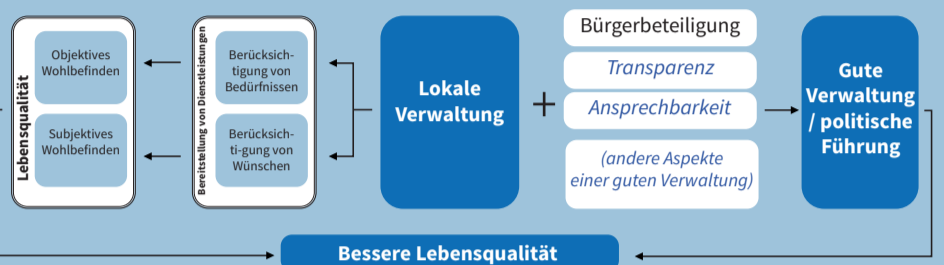 Lebensqualität
Objektives
Wohlbefinden
Subjektives
Wohlbefinden
Bereitstellung von Dienstleistungen
Berücksich-
tigung von
Bedürfnissen
Berücksich-
ti-gung von
Wünschen
Lokale
Verwaltung
+
Bürgerbeteiligung
Transparenz
Ansprechbarkeit
(andere Aspekte
einer guten Verwaltung)
Gute
Verwaltung
/ politische
Führung
Bessere Lebensqualität